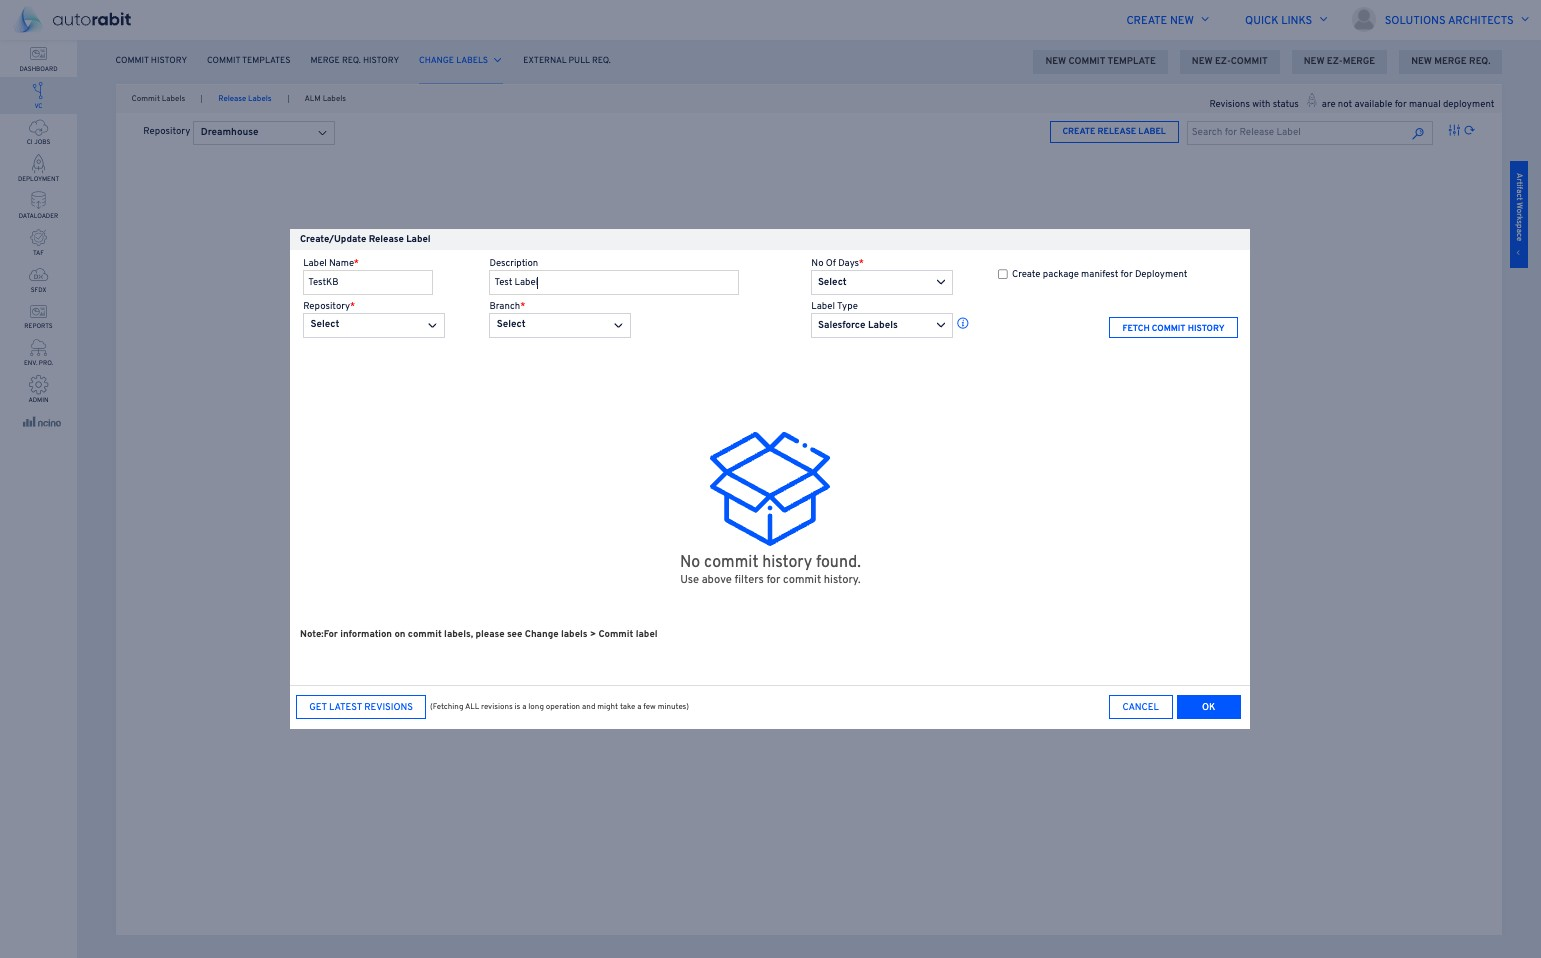 autorabit
CREATE NEW
QUICK LINKS
SOLUTIONS ARCHITECTS
DASHBOARD
VC
CI JOBS
DEPLOYMENT
DATALOADER
TAF
SFDX
REPORTS
ENV. PRO.
ADMIN
ncino
COMMIT HISTORY
COMMIT TEMPLATES
MERGE REQ. HISTORY
CHANGE LABELS
EXTERNAL PULL REQ.
NEW COMMIT TEMPLATE
NEW EZ-COMMIT
NEW EZ-MERGE
NEW MERGE REQ.
Commit Labels | Release Labels | ALM Labels
Revisions with status are not available for manual deployment
Repository Dreamhouse
CREATE RELEASE LABEL
Search for Release Label
Artifact Workspace
Create/Update Release Label
Label Name*
Description
No Of Days*
TestKB
Test Label
Select
Create package manifest for Deployment
Repository*
Branch*
Label Type
Select
Select
Salesforce Labels
FETCH COMMIT HISTORY
No commit history found.
Use above filters for commit history.
Note:For information on commit labels, please see Change labels > Commit label
GET LATEST REVISIONS
(Fetching ALL revisions is a long operation and might take a few minutes)
CANCEL
OK